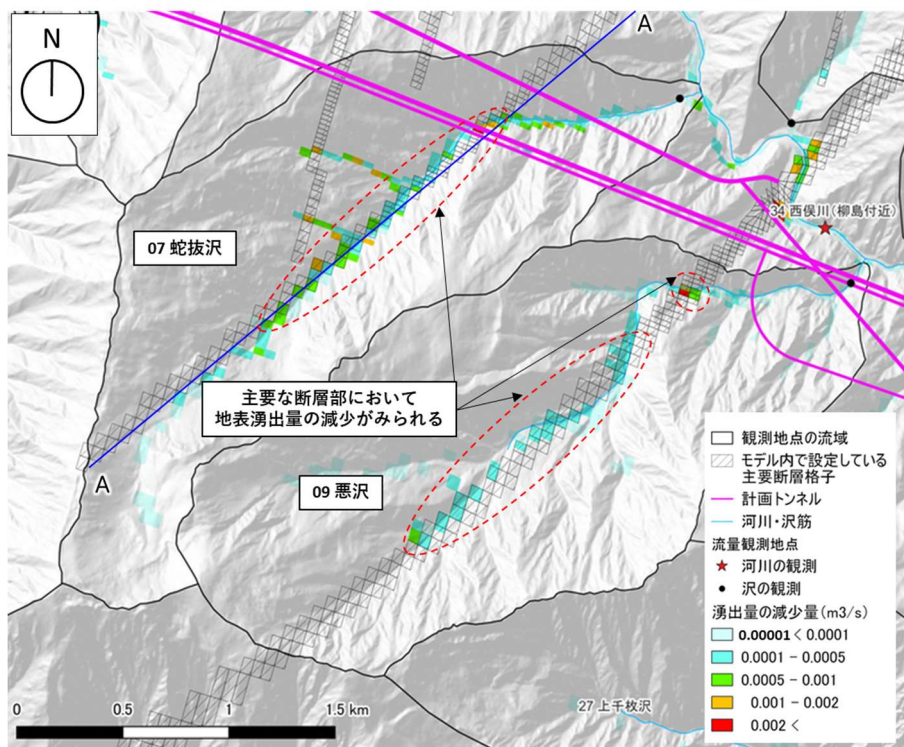 N
A
07 蛇抜沢
34 西俣川(柳島付近)
主要な断層部において
地表湧出量の減少がみられる
A
09 悪沢
27 上千枚沢
0 0.5 1 1.5 km
観測地点の流域
モデル内で設定している
主要断層格子
計画トンネル
河川・沢筋
流量観測地点
河川の観測
沢の観測
湧出量の減少量(m3/s)
0.00001 < 0.0001
0.0001 - 0.0005
0.0005 - 0.001
0.001 - 0.002
0.002 <